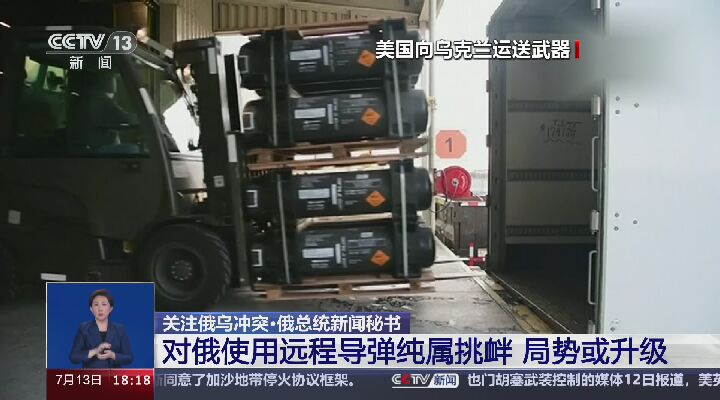 CCTV 13
新闻
美国向乌克兰运送武器
1
关注俄乌冲突·俄总统新闻秘书
对俄使用远程导弹纯属挑衅 局势或升级
7月13日 18:18 新同意了加沙地带停火协议框架。 CCTV 新闻 也门胡塞武装控制的媒体12日报道，美英